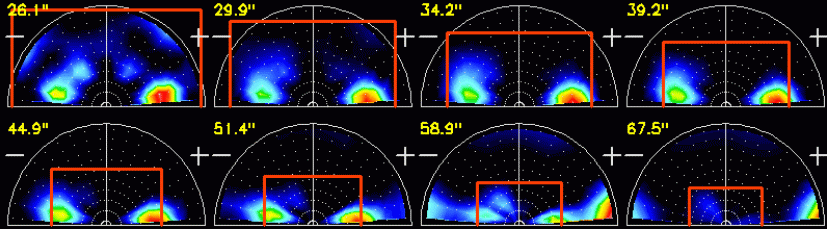 26.1" 29.9" 34.2" 39.2"
− + − + − + − +
44.9" 51.4" 58.9" 67.5"
− + − + − + − +